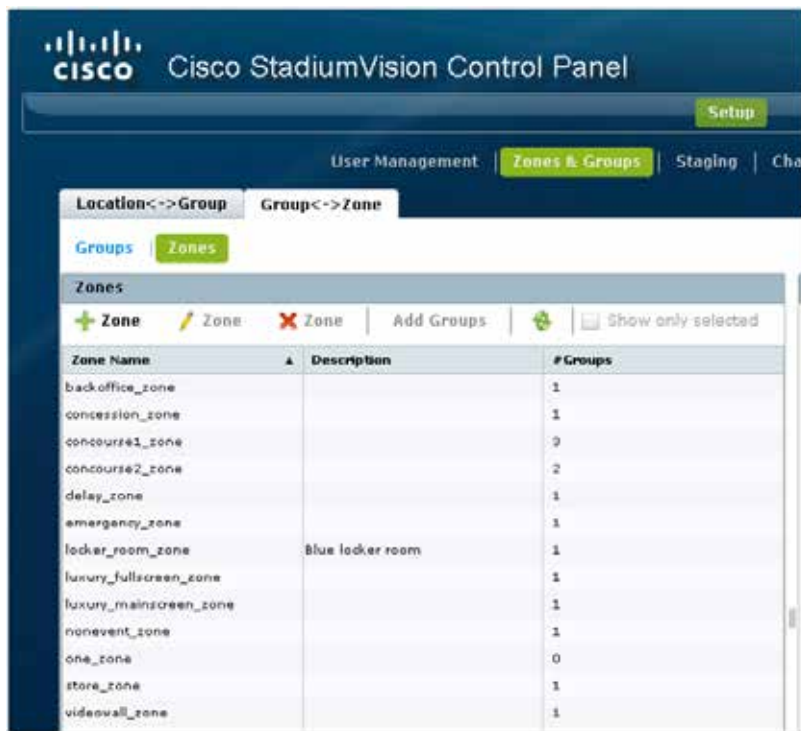 CISCO Cisco StadiumVision Control Panel
Setup
User Management | Zones & Groups | Staging | Cha
Location<->Group Group<->Zone
Groups | Zones
Zones
Zone Zone Zone | Add Groups | Show only selected
Zone Name Description #Groups
backoffice_zone 1
concession_zone 1
concourse1_zone
concourse2_zone 2
delay_zone 1
emergency_zone 1
locker_room_zone Blue locker room 1
luxury_fullscreen_zone 1
luxury_mainscreen_zone 1
nonevent_zone 1
one_zone 0
store_zone 1
videowall_zone 1